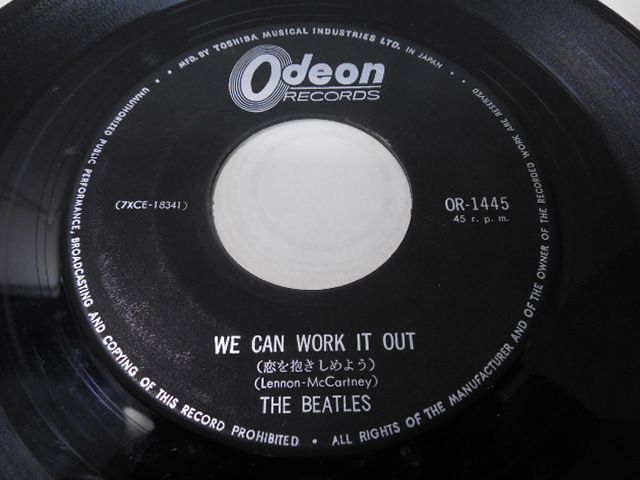 MFD. BY TOSHIBA MUSICAL INDUSTRIES LTD. IN JAPAN
Odeon
RECORDS
(7XCE-18341)
OR-1445
45 r.p.m.
WE CAN WORK IT OUT
(恋を抱きしめよう)
(Lennon-McCartney)
THE BEATLES
UNAUTHORIZED PUBLIC PERFORMANCE, BROADCASTING AND COPYING OF THIS RECORD PROHIBITED • ALL RIGHTS OF THE MANUFACTURER AND OF THE OWNER OF THE RECORDED WORK ARE RESERVED